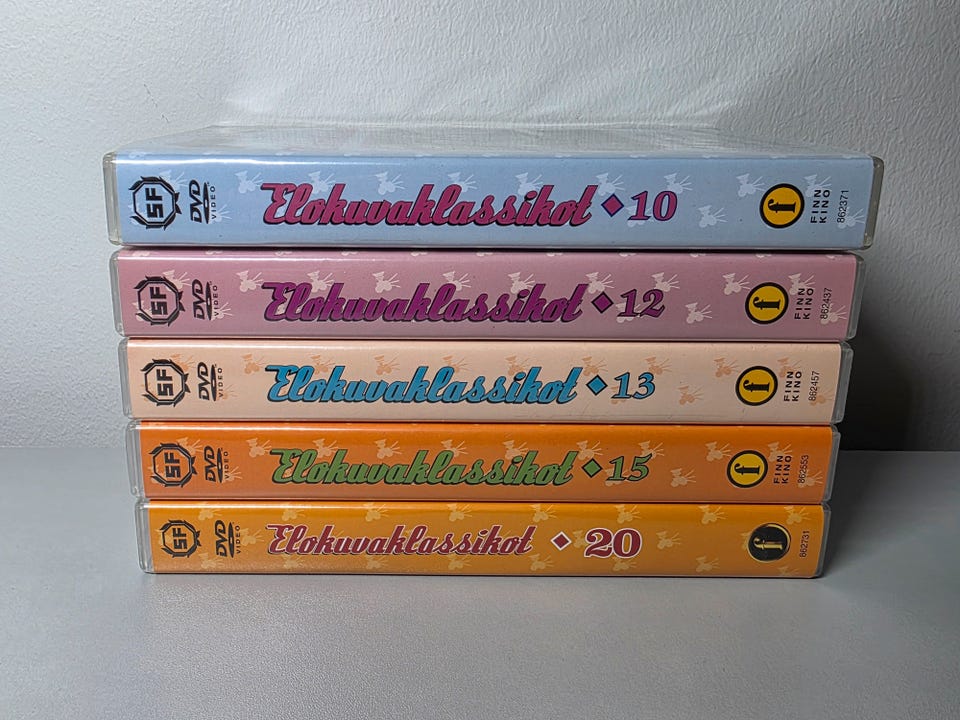 SF DVD VIDEO Elokuvaklassikot ◆ 10 f FINN KINO 862371
SF DVD VIDEO Elokuvaklassikot ◆ 12 f FINN KINO 862437
SF DVD VIDEO Elokuvaklassikot ◆ 13 f FINN KINO 862457
SF DVD VIDEO Elokuvaklassikot ◆ 15 f FINN KINO 862553
SF DVD VIDEO Elokuvaklassikot ◆ 20 f 862731